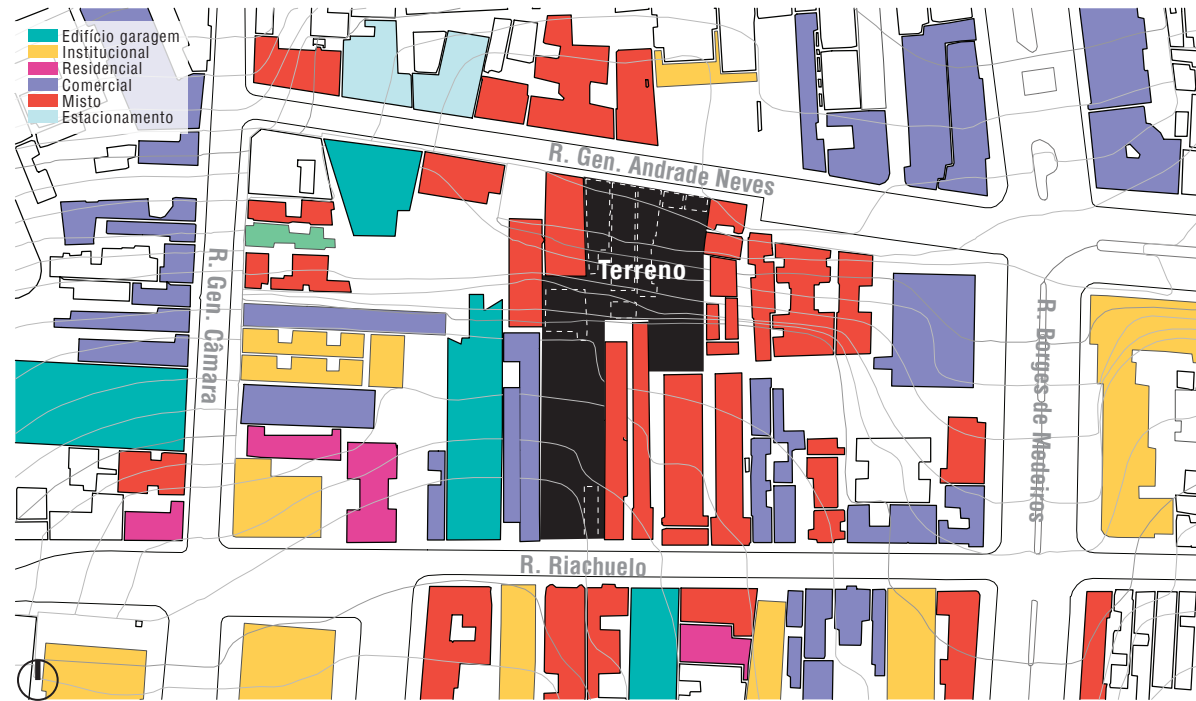 Edifício garagem
Institucional
Residencial
Comercial
Misto
Estacionamento
R. Gen. Andrade Neves
Terreno
R. Gen. Câmara
R. Borges de Medeiros
R. Riachuelo